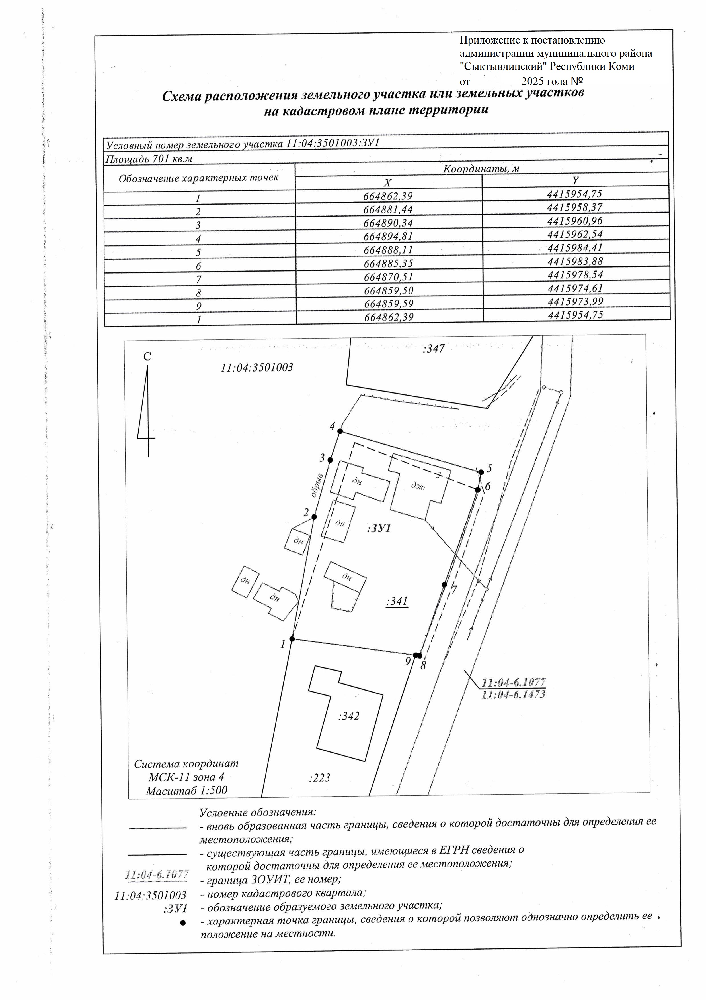 Приложение к постановлению
администрации муниципального района
"Сыктывдинский" Республики Коми
от 2025 года №
Схема расположения земельного участка или земельных участков
на кадастровом плане территории
Условный номер земельного участка 11:04:3501003:ЗУ1
Площадь 701 кв.м
Обозначение характерных точек Координаты, м
X Y
1 664862,39 4415954,75
2 664881,44 4415958,37
3 664890,34 4415960,96
4 664894,81 4415962,54
5 664888,11 4415984,41
6 664885,35 4415983,88
7 664870,51 4415978,54
8 664859,50 4415974,61
9 664859,59 4415973,99
1 664862,39 4415954,75
:347
С
11:04:3501003
4
3
5
З
6
дн
дж
обрыв
2
дн
:ЗУ1
дн
дн
дн
дн
7
:341
1
9
8
11:04-6.1077
11:04-6.1473
:342
Система координат
МСК-11 зона 4
Масштаб 1:500
:223
Условные обозначения:
- вновь образованная часть границы, сведения о которой достаточны для определения ее
местоположения;
- существующая часть границы, имеющиеся в ЕГРН сведения о
которой достаточны для определения ее местоположения;
11:04-6.1077 - граница ЗОУИТ, ее номер;
11:04:3501003 - номер кадастрового квартала;
:ЗУ1 - обозначение образуемого земельного участка;
- характерная точка границы, сведения о которой позволяют однозначно определить ее
положение на местности.